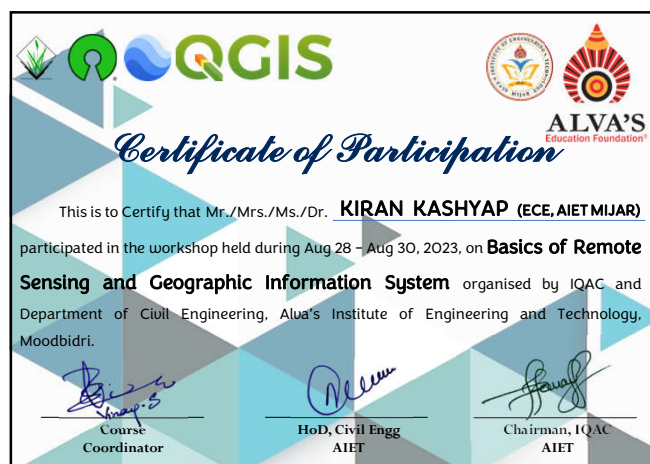 QGIS
ALVA'S
Education Foundation®
Certificate of Participation
This is to Certify that Mr./Mrs./Ms./Dr. KIRAN KASHYAP (ECE, AIET MIJAR)
participated in the workshop held during Aug 28 – Aug 30, 2023, on Basics of Remote
Sensing and Geographic Information System organised by IQAC and
Department of Civil Engineering, Alva's Institute of Engineering and Technology,
Moodbidri.
Vinay.S
Course HoD, Civil Engg Chairman, IQAC
Coordinator AIET AIET